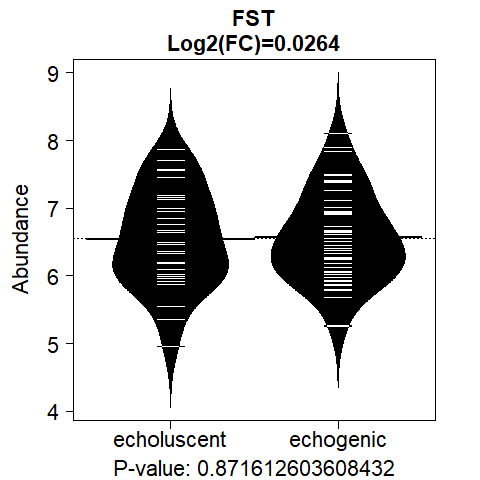 FST
Log2(FC)=0.0264
9
8
7
6
5
4
Abundance
echoluscent echogenic
P-value: 0.871612603608432